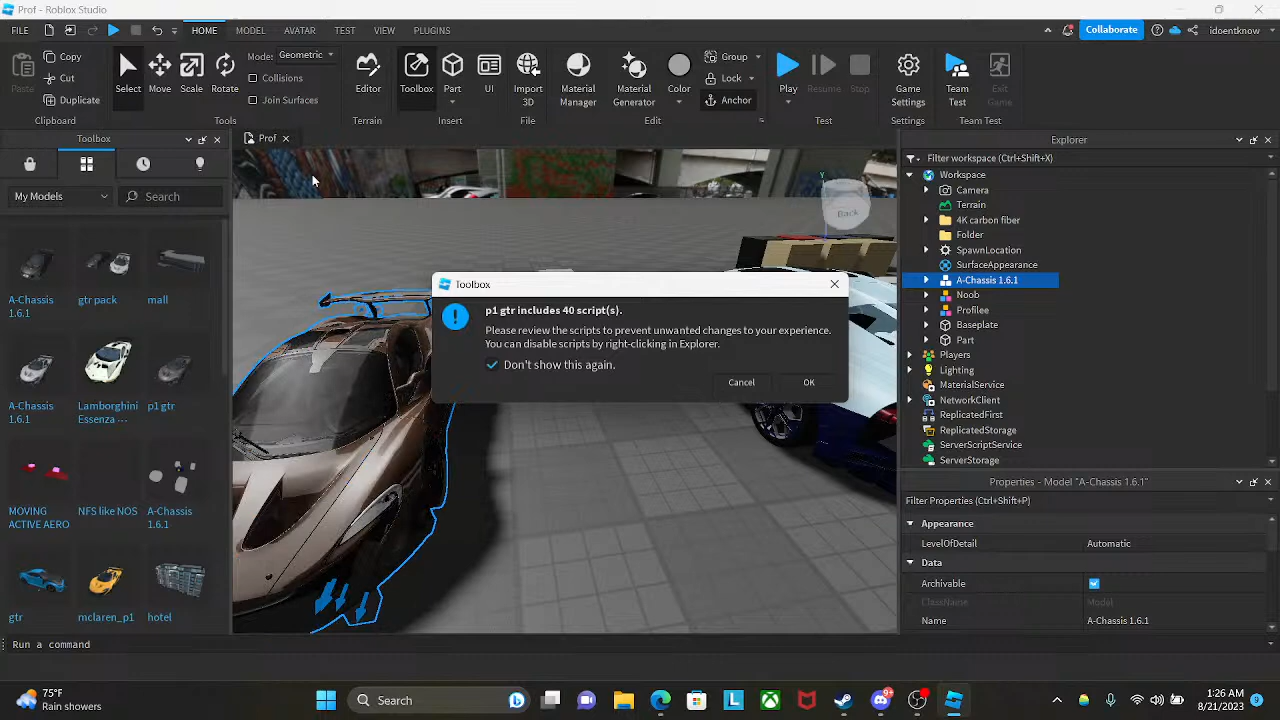 Prof - Roblox Studio
FILE
HOME
MODEL
AVATAR
TEST
VIEW
PLUGINS
Collaborate
idoentknow
Paste
Copy
Cut
Duplicate
Clipboard
Select
Move
Scale
Rotate
Mode: Geometric
Collisions
Join Surfaces
Tools
Editor
Terrain
Toolbox
Part
UI
Insert
Import
3D
File
Material
Manager
Material
Generator
Color
Group
Lock
Anchor
Edit
Play
Resume
Stop
Test
Game
Settings
Settings
Team
Test
Exit
Game
Team Test
Toolbox
My Models
Search
A-Chassis
1.6.1
gtr pack
mall
A-Chassis
1.6.1
Lamborghini
Essenza ---
p1 gtr
MOVING
ACTIVE AERO
NFS like NOS
A-Chassis
1.6.1
gtr
mclaren_p1
hotel
Prof
Y
Back
Toolbox
p1 gtr includes 40 script(s).
Please review the scripts to prevent unwanted changes to your experience.
You can disable scripts by right-clicking in Explorer.
Don't show this again.
Cancel
OK
Explorer
Filter workspace (Ctrl+Shift+X)
Workspace
Camera
Terrain
4K carbon fiber
Folder
SpawnLocation
SurfaceAppearance
A-Chassis 1.6.1
Noob
Profilee
Baseplate
Part
Players
Lighting
MaterialService
NetworkClient
ReplicatedFirst
ReplicatedStorage
ServerScriptService
ServerStorage
Properties - Model "A-Chassis 1.6.1"
Filter Properties (Ctrl+Shift+P)
Appearance
LevelOfDetail
Automatic
Data
Archivable
ClassName
Model
Name
A-Chassis 1.6.1
Run a command
75°F
Rain showers
Search
L
9+
1:26 AM
8/21/2023
9